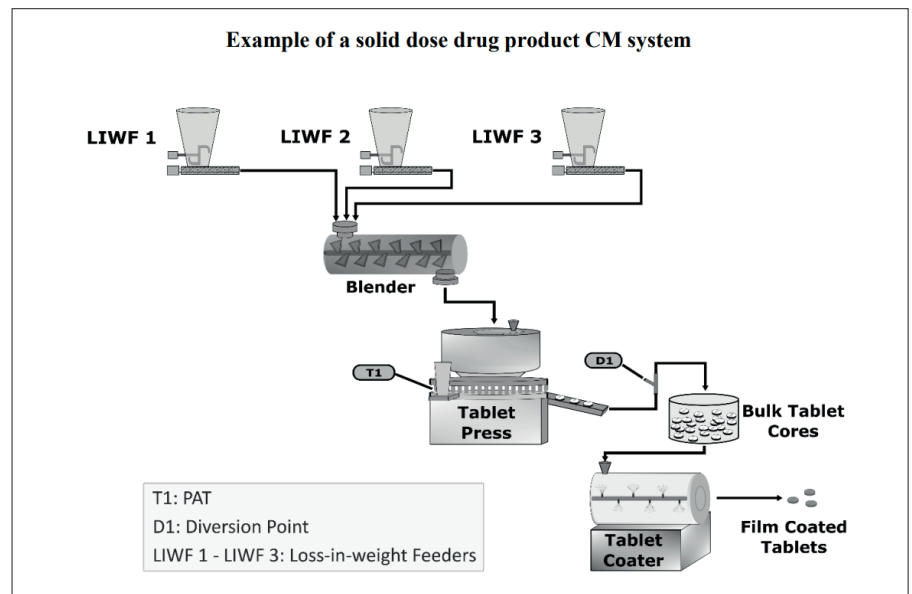 Example of a solid dose drug product CM system
LIWF 1
LIWF 2
LIWF 3
Blender
T1
D1
Tablet
Press
Bulk Tablet
Cores
Tablet
Coater
Film Coated
Tablets
T1: PAT
D1: Diversion Point
LIWF 1 - LIWF 3: Loss-in-weight Feeders